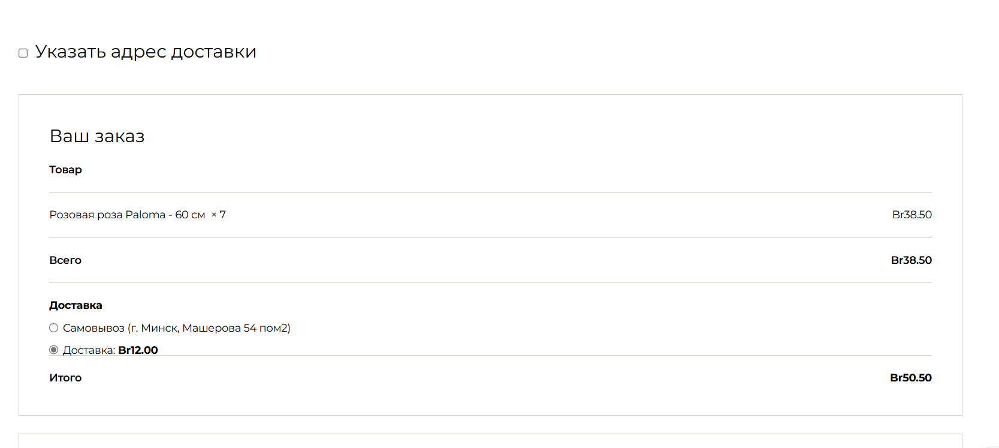 Указать адрес доставки
Ваш заказ
Товар
Розовая роза Paloma - 60 см × 7 Br38.50
Всего Br38.50
Доставка
Самовывоз (г. Минск, Машерова 54 пом2)
Доставка: Br12.00
Итого Br50.50